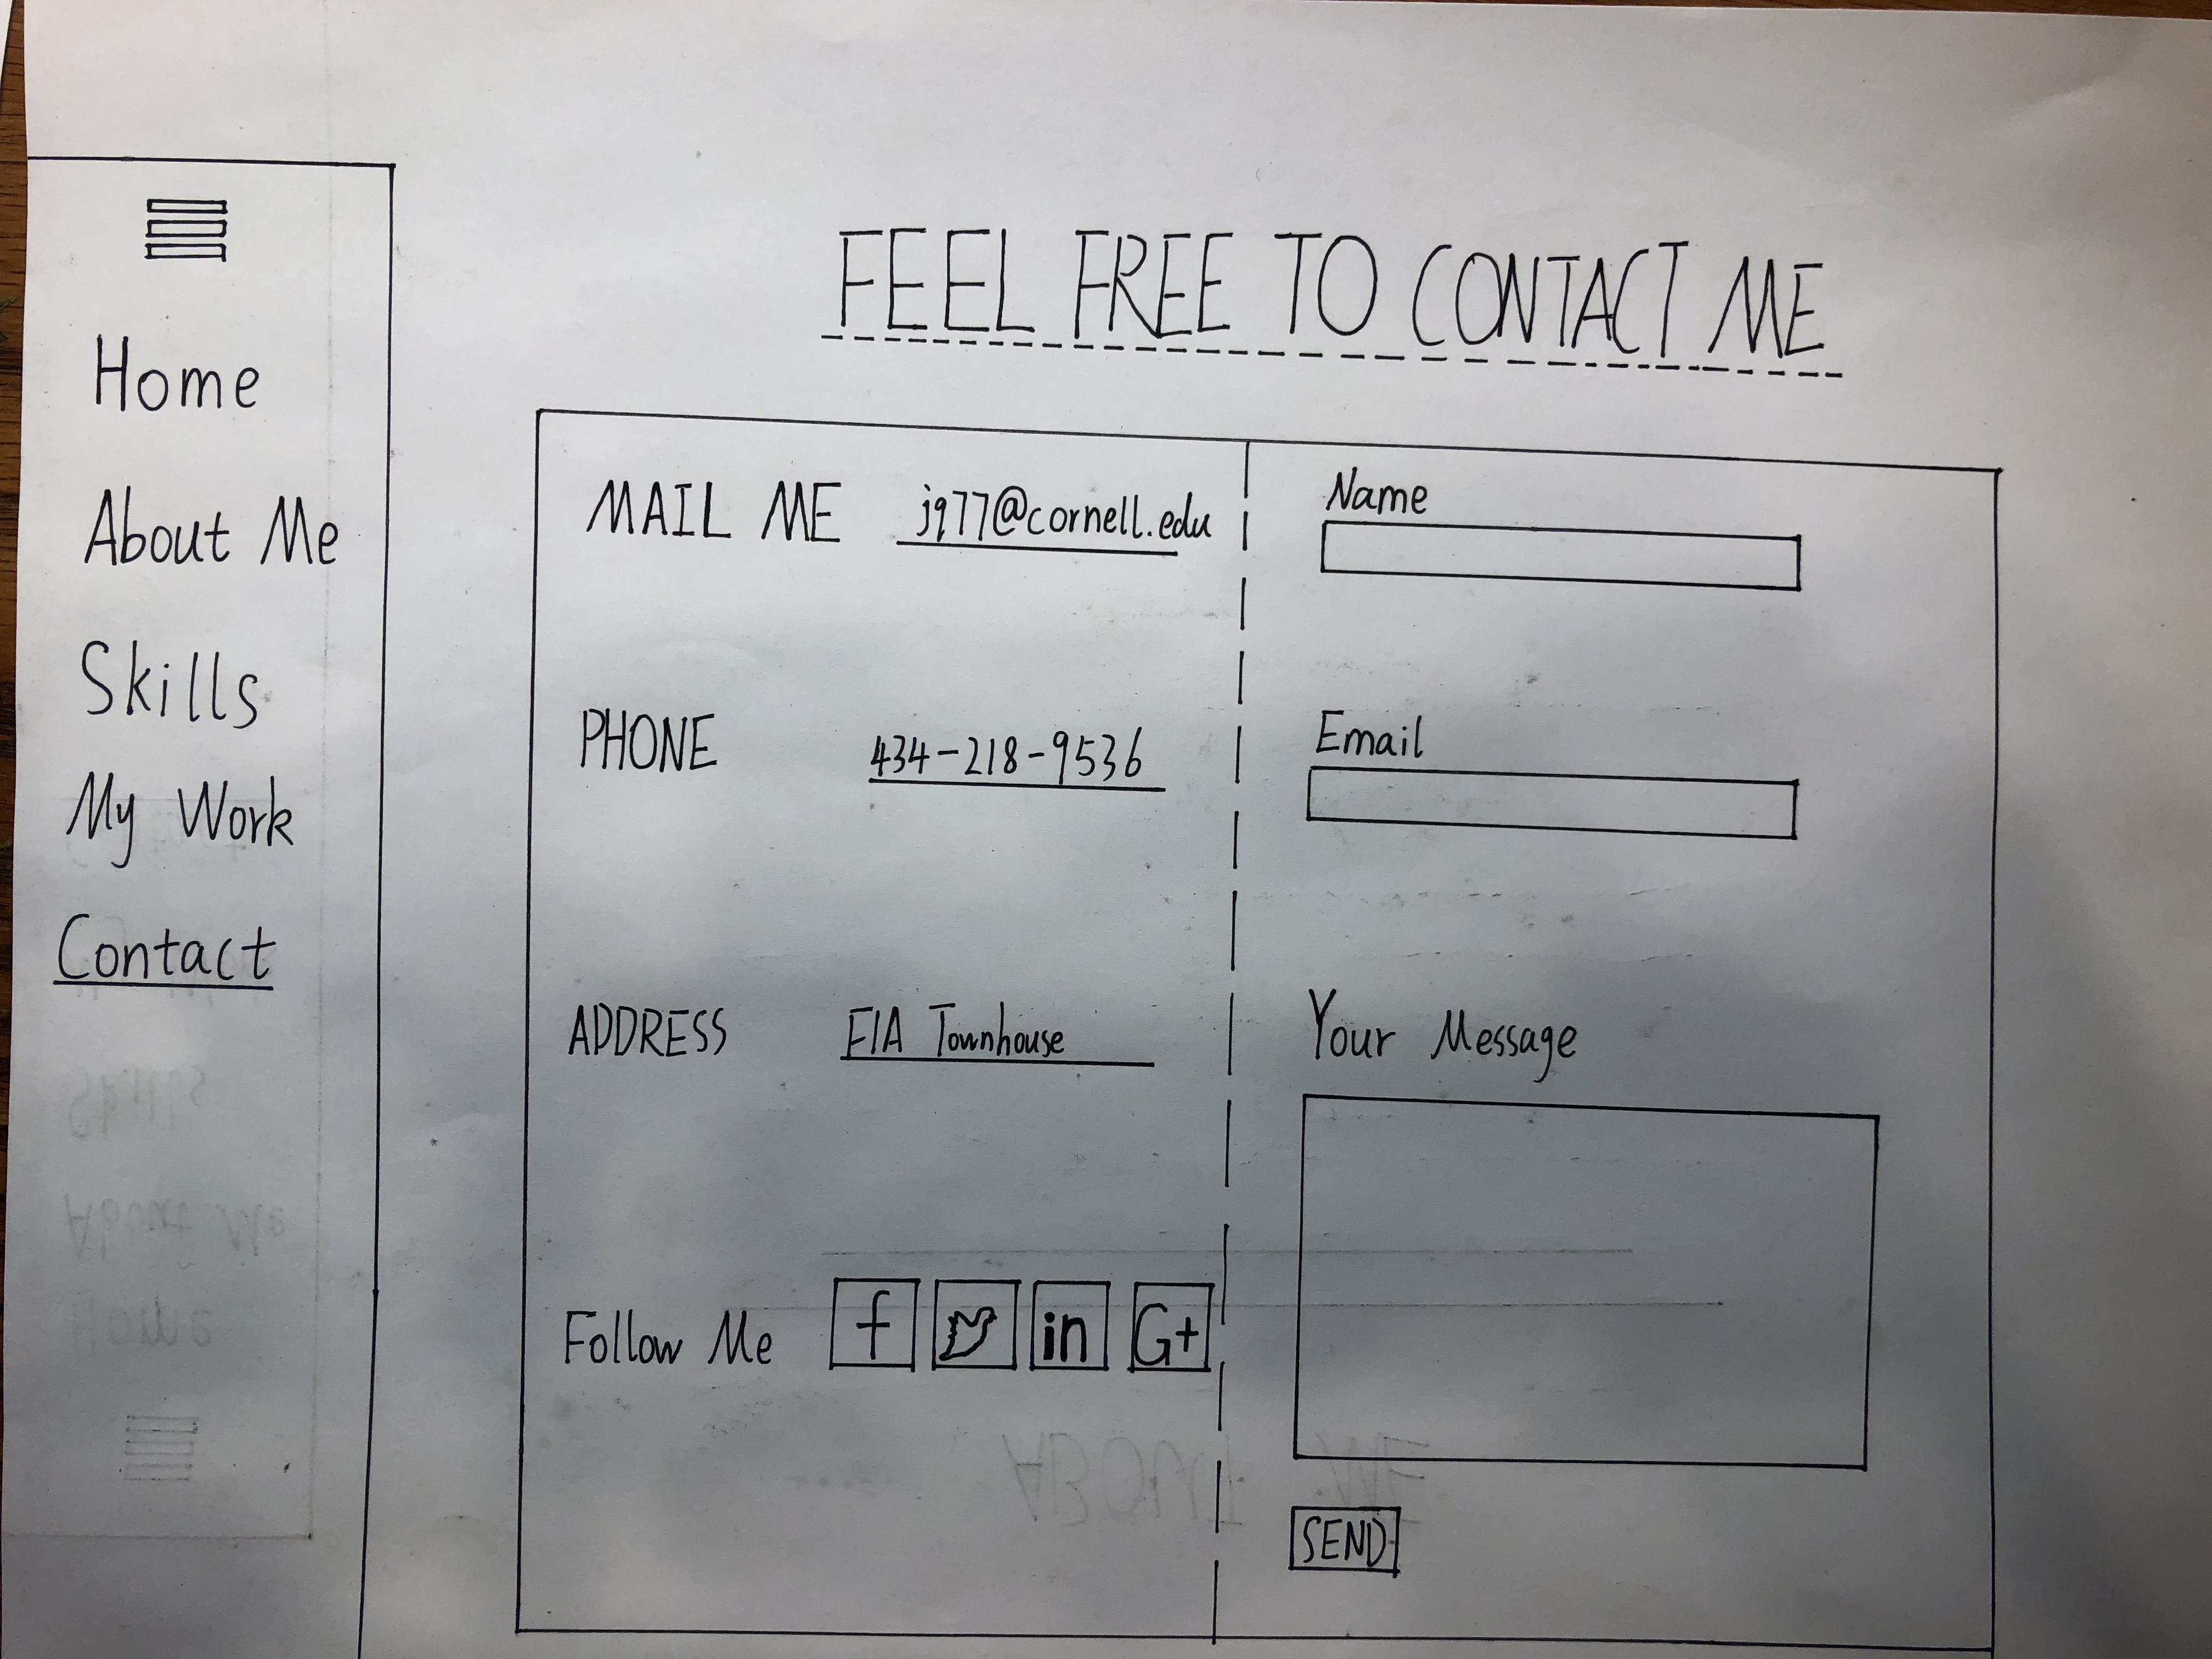 Home
About Me
Skills
My Work
Contact
FEEL FREE TO CONTACT ME
MAIL ME j977@cornell.edu
PHONE 434-218-9536
ADDRESS F1A Townhouse
Follow Me f in G+
Name
Email
Your Message
SEND